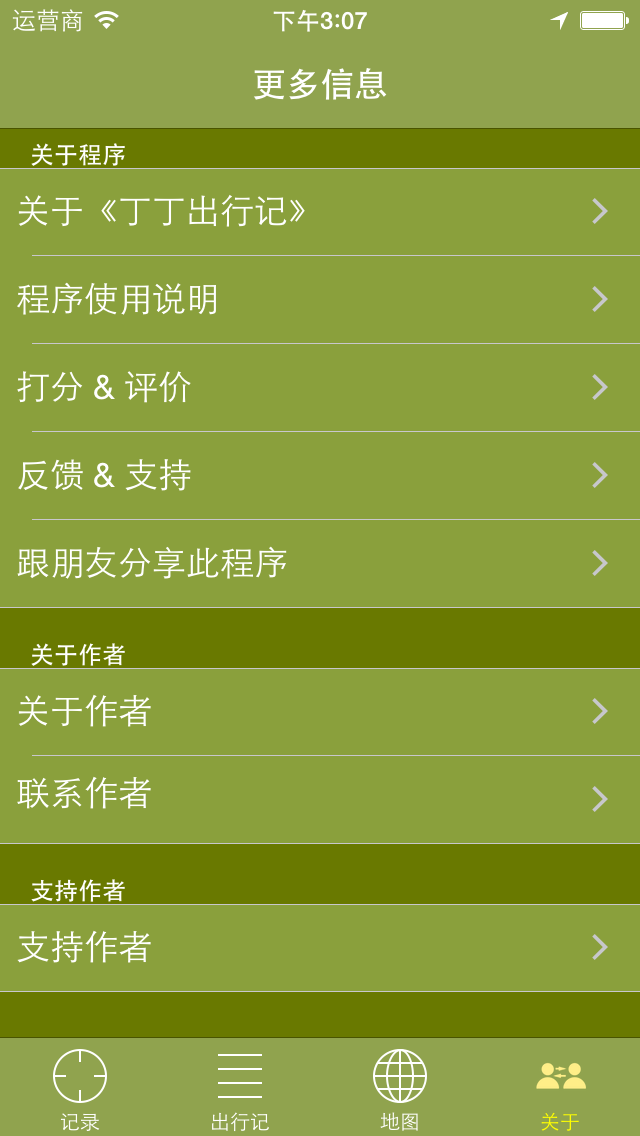 运营商 下午3:07
更多信息
关于程序
关于《丁丁出行记》
程序使用说明
打分 & 评价
反馈 & 支持
跟朋友分享此程序
关于作者
关于作者
联系作者
支持作者
支持作者
记录 出行记 地图 关于